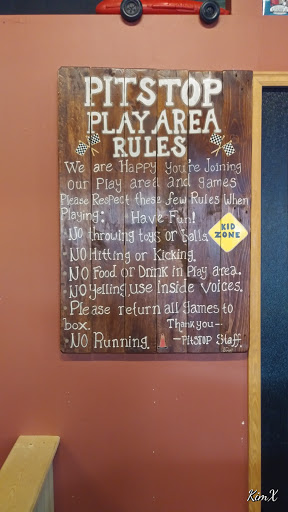 PITSTOP
PLAY AREA
RULES
We are Happy You're Joining
our Play area and games
Please Respect these few Rules When
Playing: Have Fun!
NO throwing toys or balls.
KID
ZONE
NO Hitting or Kicking.
NO Food or Drink in Play area.
NO Yelling use Inside Voices.
Please return all Games to
box. Thank you--
NO Running. -PITSTOP Staff.
KimX